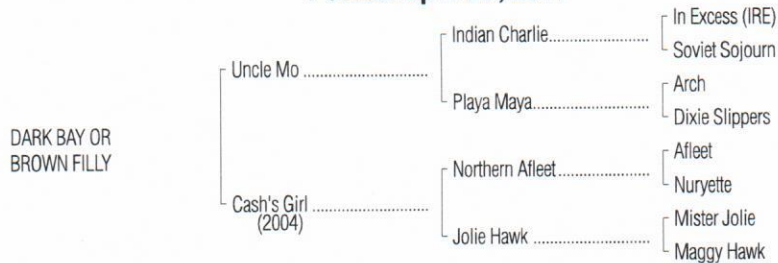 In Excess (IRE)
Indian Charlie
Soviet Sojourn
Uncle Mo
Arch
Playa Maya
Dixie Slippers
DARK BAY OR
BROWN FILLY
Afleet
Northern Afleet
Nuryette
Cash's Girl
(2004)
Mister Jolie
Jolie Hawk
Maggy Hawk